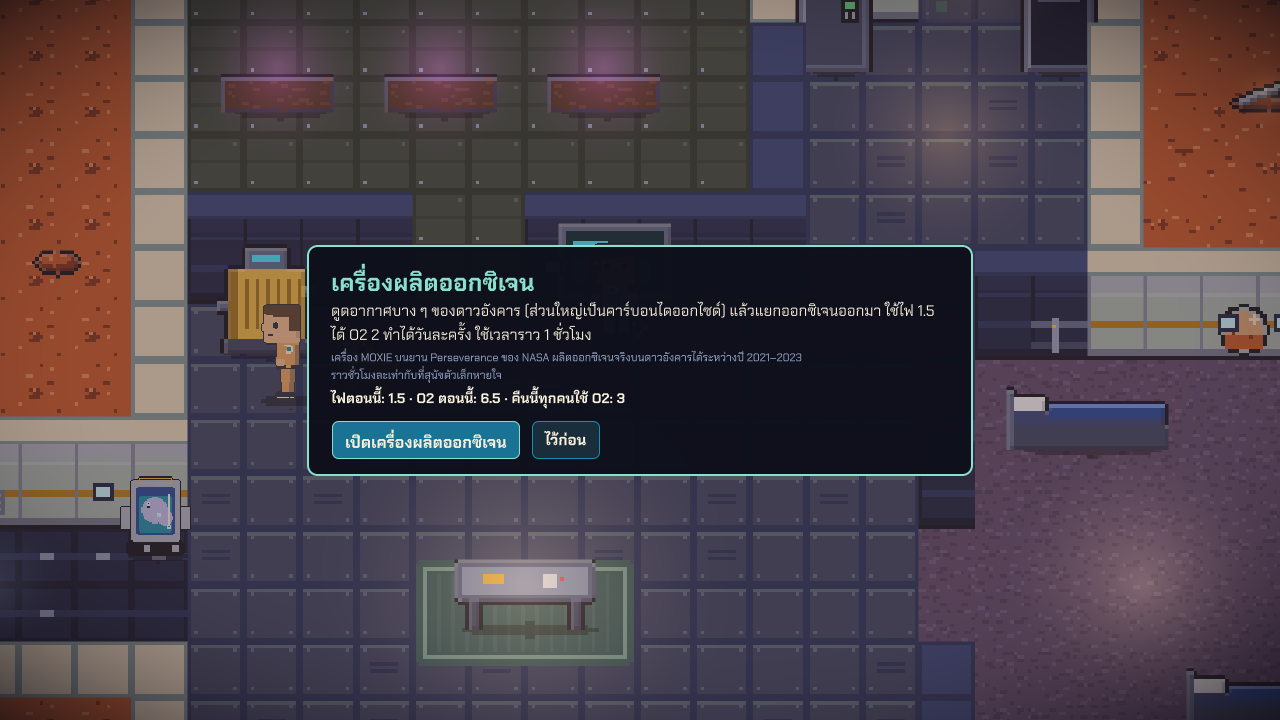 เครื่องผลิตออกซิเจน
ดูดอากาศบาง ๆ ของดาวอังคาร (ส่วนใหญ่เป็นคาร์บอนไดออกไซด์) แล้วแยกออกซิเจนออกมา ใช้ไฟ 1.5
ได้ O2 2 ทำได้วันละครั้ง ใช้เวลาราว 1 ชั่วโมง
เครื่อง MOXIE บนยาน Perseverance ของ NASA ผลิตออกซิเจนจริงบนดาวอังคารได้ระหว่างปี 2021–2023
ราวชั่วโมงละเท่ากับที่สุนัขตัวเล็กหายใจ
ไฟตอนนี้: 1.5 · O2 ตอนนี้: 6.5 · คืนนี้ทุกคนใช้ O2: 3
เปิดเครื่องผลิตออกซิเจน
ไว้ก่อน